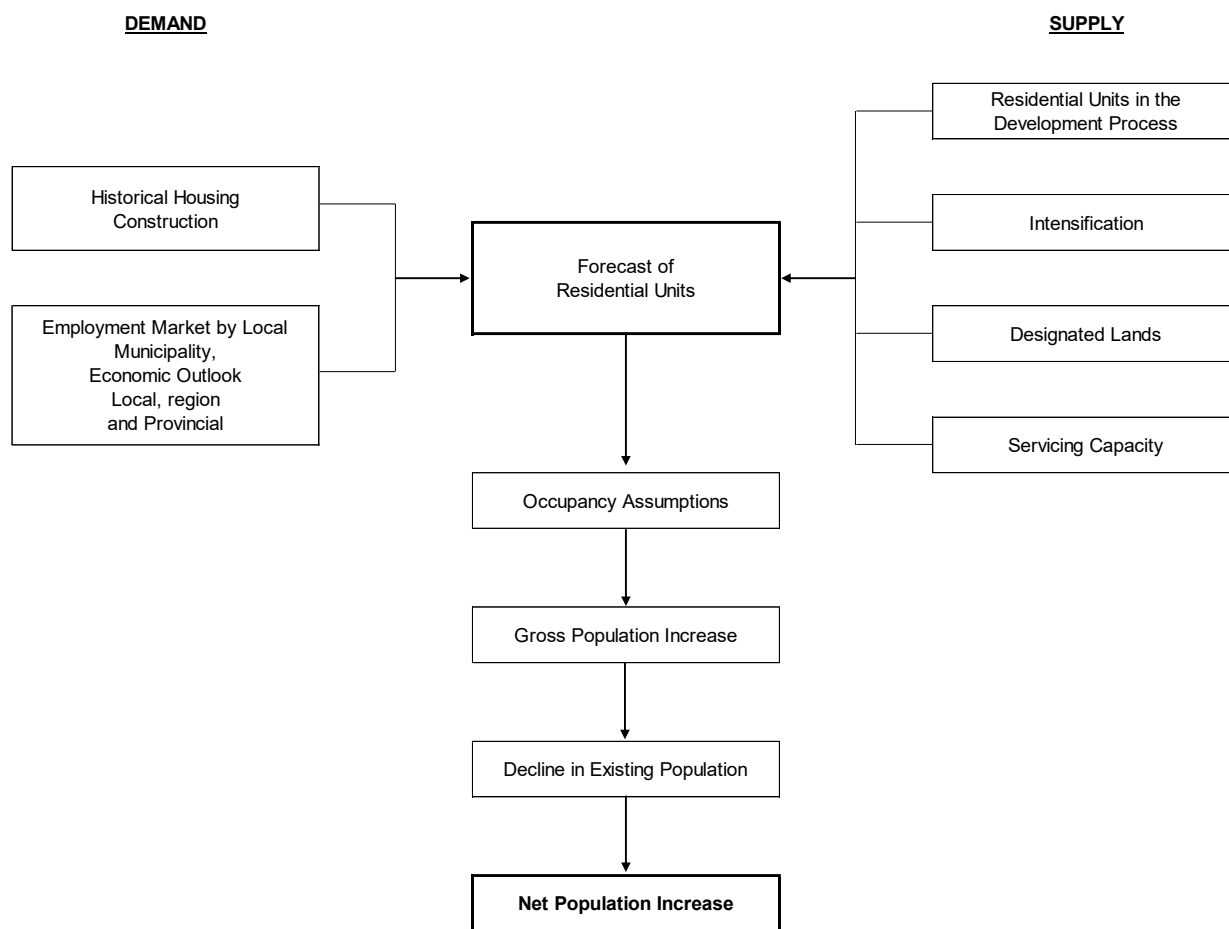 DEMAND
SUPPLY
Residential Units in the
Development Process
Historical Housing
Construction
Intensification
Forecast of
Residential Units
Employment Market by Local
Municipality,
Economic Outlook
Local, region
and Provincial
Designated Lands
Servicing Capacity
Occupancy Assumptions
Gross Population Increase
Decline in Existing Population
Net Population Increase